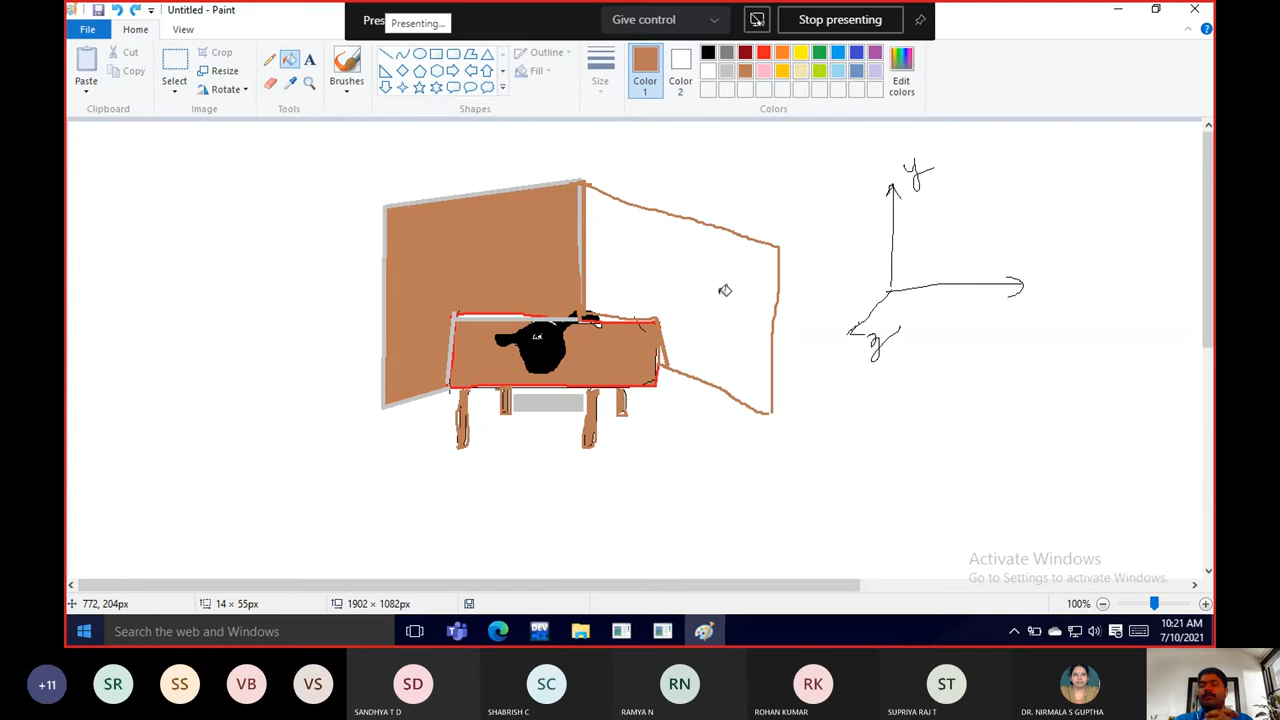 Untitled - Paint
Pres
Presenting...
Give control
Stop presenting
File
Home
View
Paste
Cut
Copy
Clipboard
Select
Crop
Resize
Rotate
Image
A
Tools
Brushes
Outline
Fill
Shapes
Size
Color 1
Color 2
Edit colors
Colors
y
z
Activate Windows
Go to Settings to activate Windows.
772, 204px
14 × 55px
1902 × 1082px
100%
Search the web and Windows
DEV
10:21 AM
7/10/2021
+11
SR
SS
VB
VS
SD
SANDHYA T D
SC
SHABRISH C
RN
RAMYA N
RK
ROHAN KUMAR
ST
SUPRIYA RAJ T
DR. NIRMALA S GUPTHA